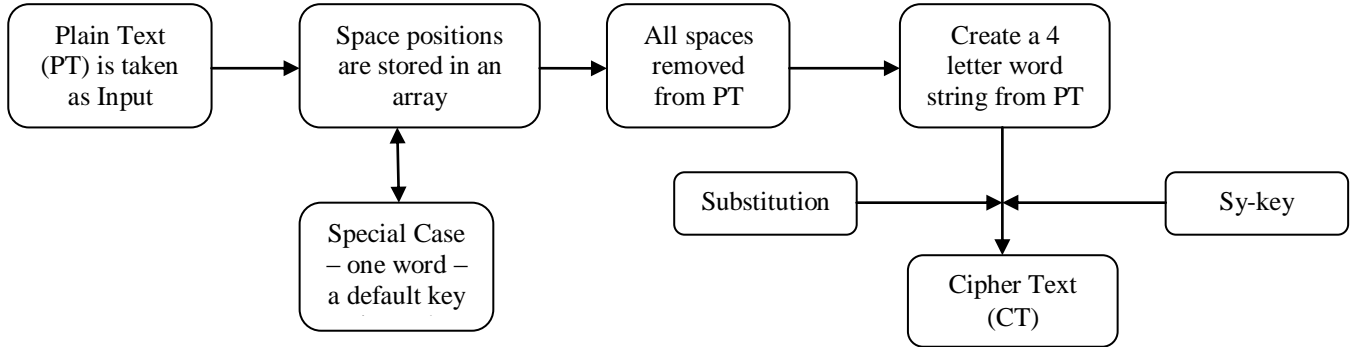 Plain Text
(PT) is taken
as Input
Space positions
are stored in an
array
All spaces
removed
from PT
Create a 4
letter word
string from PT
Substitution
Sy-key
Special Case
– one word –
a default key
Cipher Text
(CT)